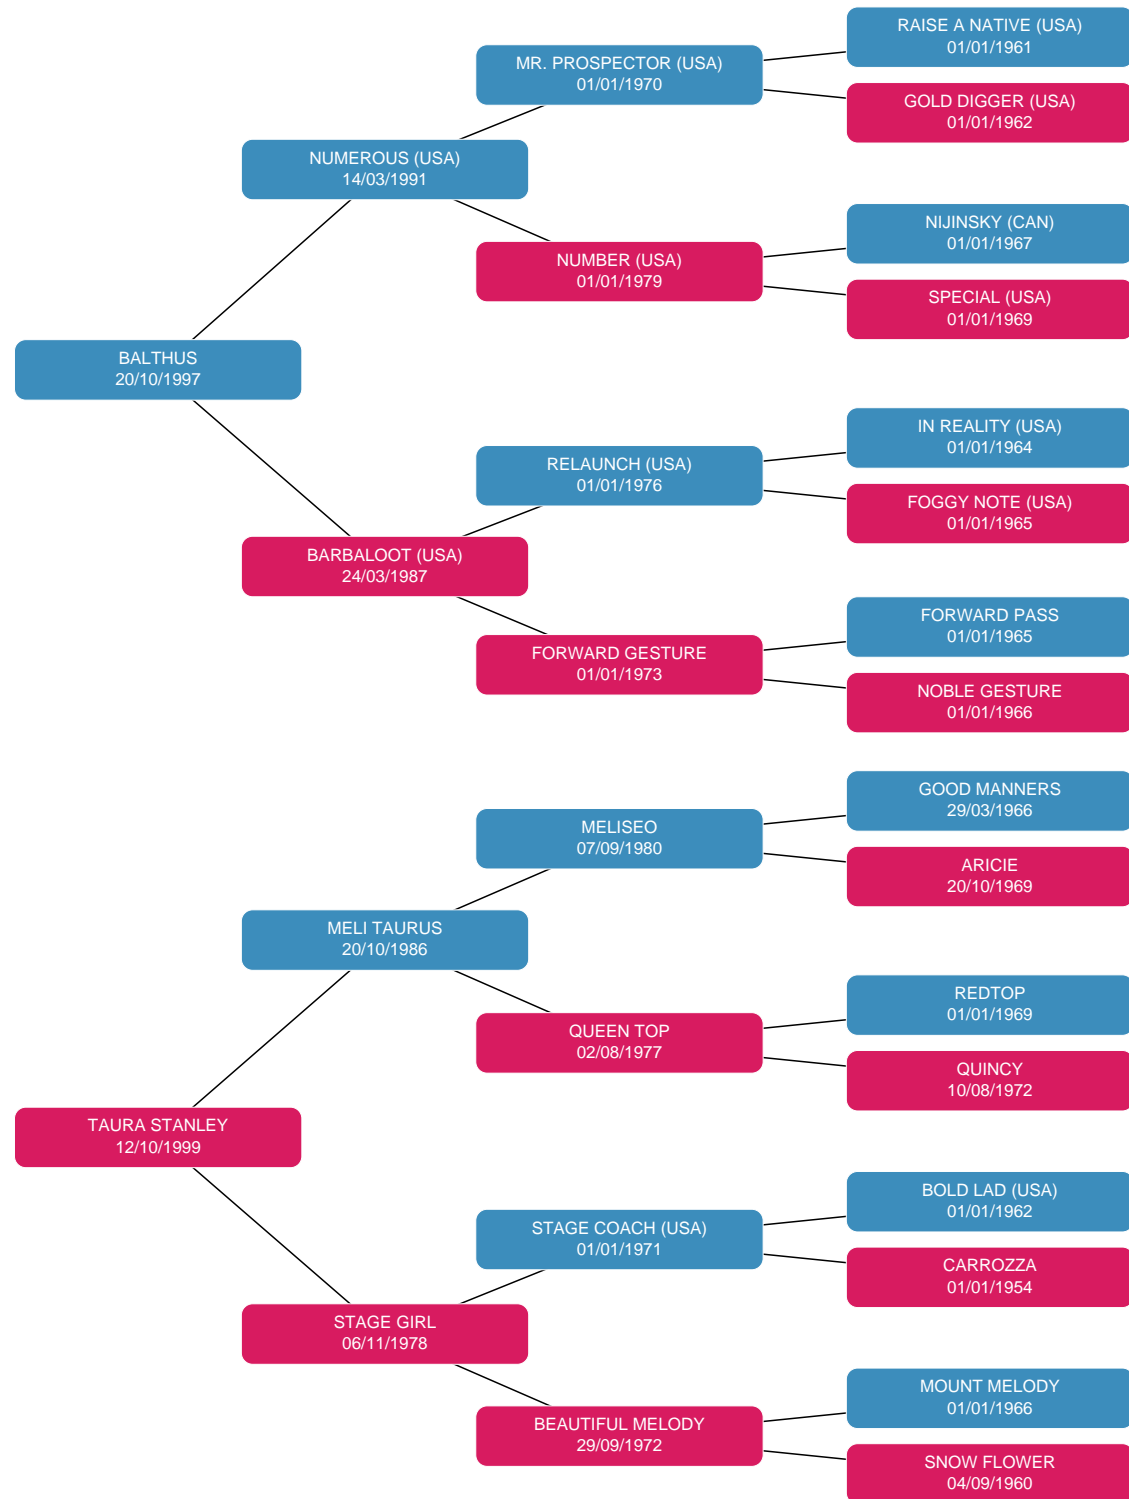 RAISE A NATIVE (USA)
01/01/1961
MR. PROSPECTOR (USA)
01/01/1970
GOLD DIGGER (USA)
01/01/1962
NUMEROUS (USA)
14/03/1991
NIJINSKY (CAN)
01/01/1967
NUMBER (USA)
01/01/1979
SPECIAL (USA)
01/01/1969
BALTHUS
20/10/1997
IN REALITY (USA)
01/01/1964
RELAUNCH (USA)
01/01/1976
FOGGY NOTE (USA)
01/01/1965
BARBALOOT (USA)
24/03/1987
FORWARD PASS
01/01/1965
FORWARD GESTURE
01/01/1973
NOBLE GESTURE
01/01/1966
GOOD MANNERS
29/03/1966
MELISEO
07/09/1980
ARICIE
20/10/1969
MELI TAURUS
20/10/1986
REDTOP
01/01/1969
QUEEN TOP
02/08/1977
QUINCY
10/08/1972
TAURA STANLEY
12/10/1999
BOLD LAD (USA)
01/01/1962
STAGE COACH (USA)
01/01/1971
CARROZZA
01/01/1954
STAGE GIRL
06/11/1978
MOUNT MELODY
01/01/1966
BEAUTIFUL MELODY
29/09/1972
SNOW FLOWER
04/09/1960